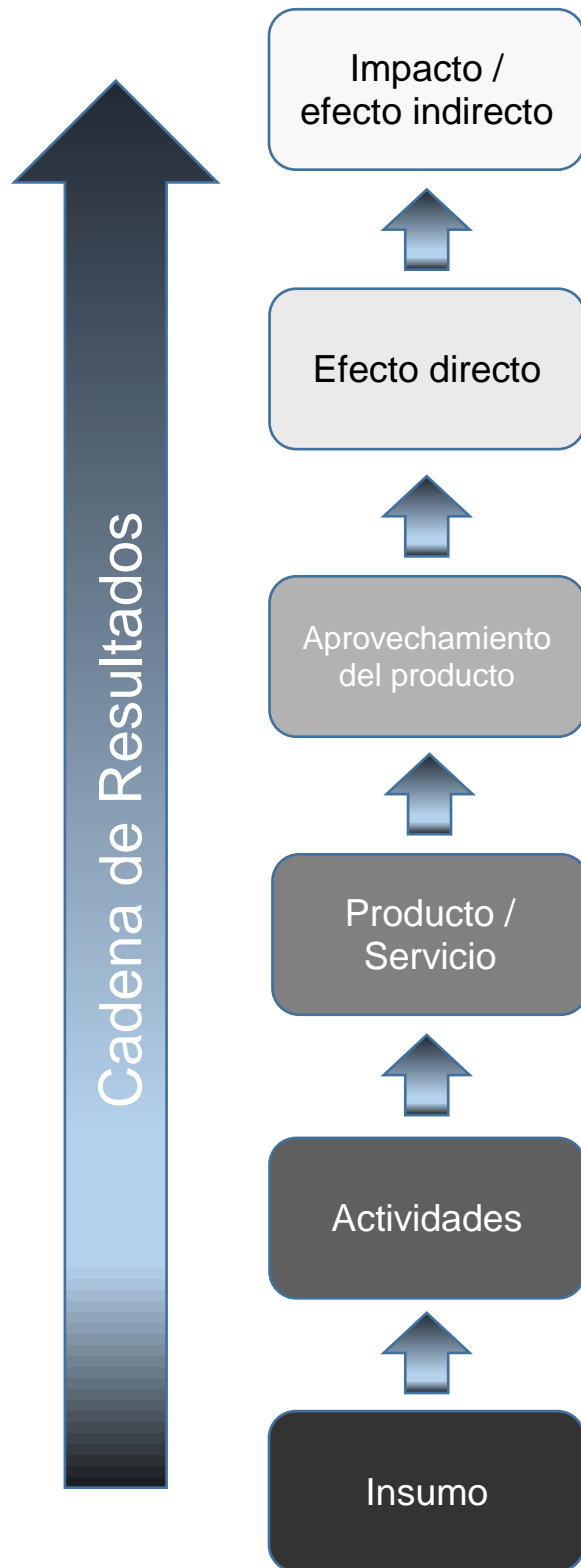 Impacto /
efecto indirecto
Efecto directo
Aprovechamiento
del producto
Producto /
Servicio
Actividades
Insumo
Cadena de Resultados